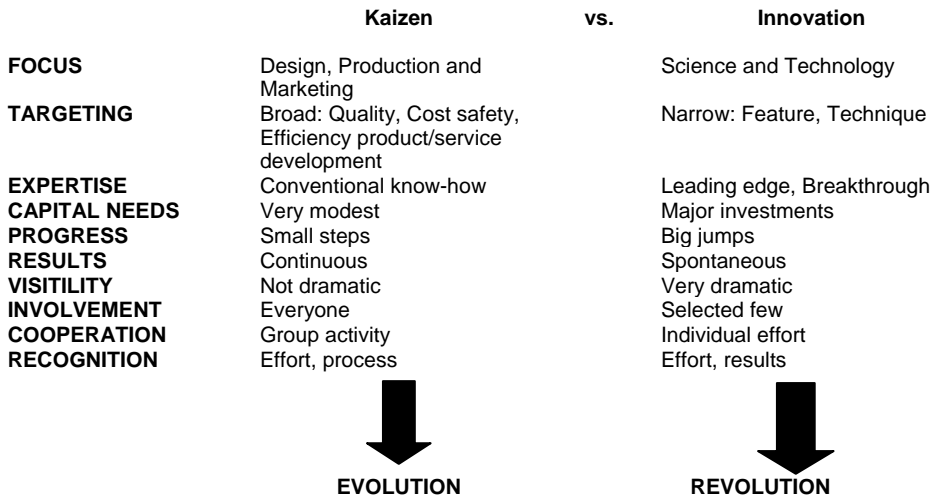 Kaizen vs. Innovation
FOCUS Design, Production and Marketing Science and Technology
TARGETING Broad: Quality, Cost safety, Efficiency product/service development Narrow: Feature, Technique
EXPERTISE Conventional know-how Leading edge, Breakthrough
CAPITAL NEEDS Very modest Major investments
PROGRESS Small steps Big jumps
RESULTS Continuous Spontaneous
VISITILITY Not dramatic Very dramatic
INVOLVEMENT Everyone Selected few
COOPERATION Group activity Individual effort
RECOGNITION Effort, process Effort, results
EVOLUTION REVOLUTION